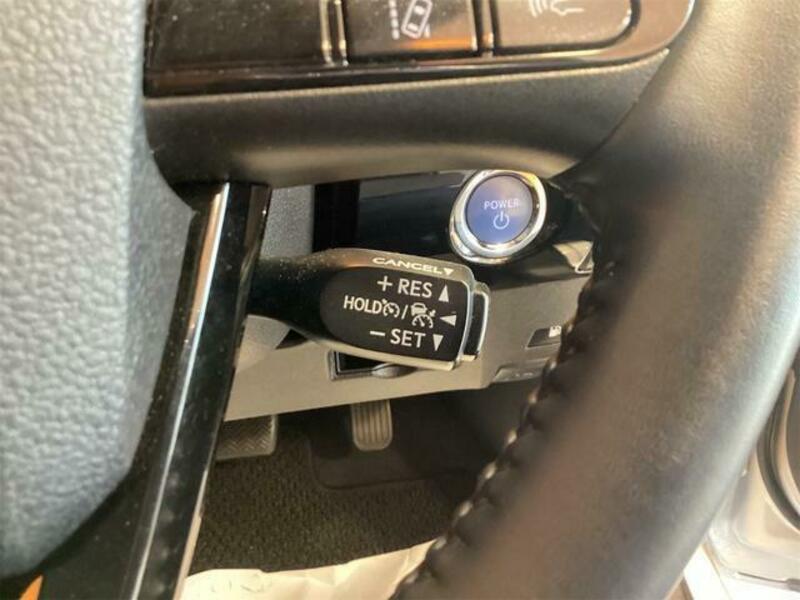 POWER
CANCEL▼
+ RES ▲
HOLD / ◀
− SET ▼